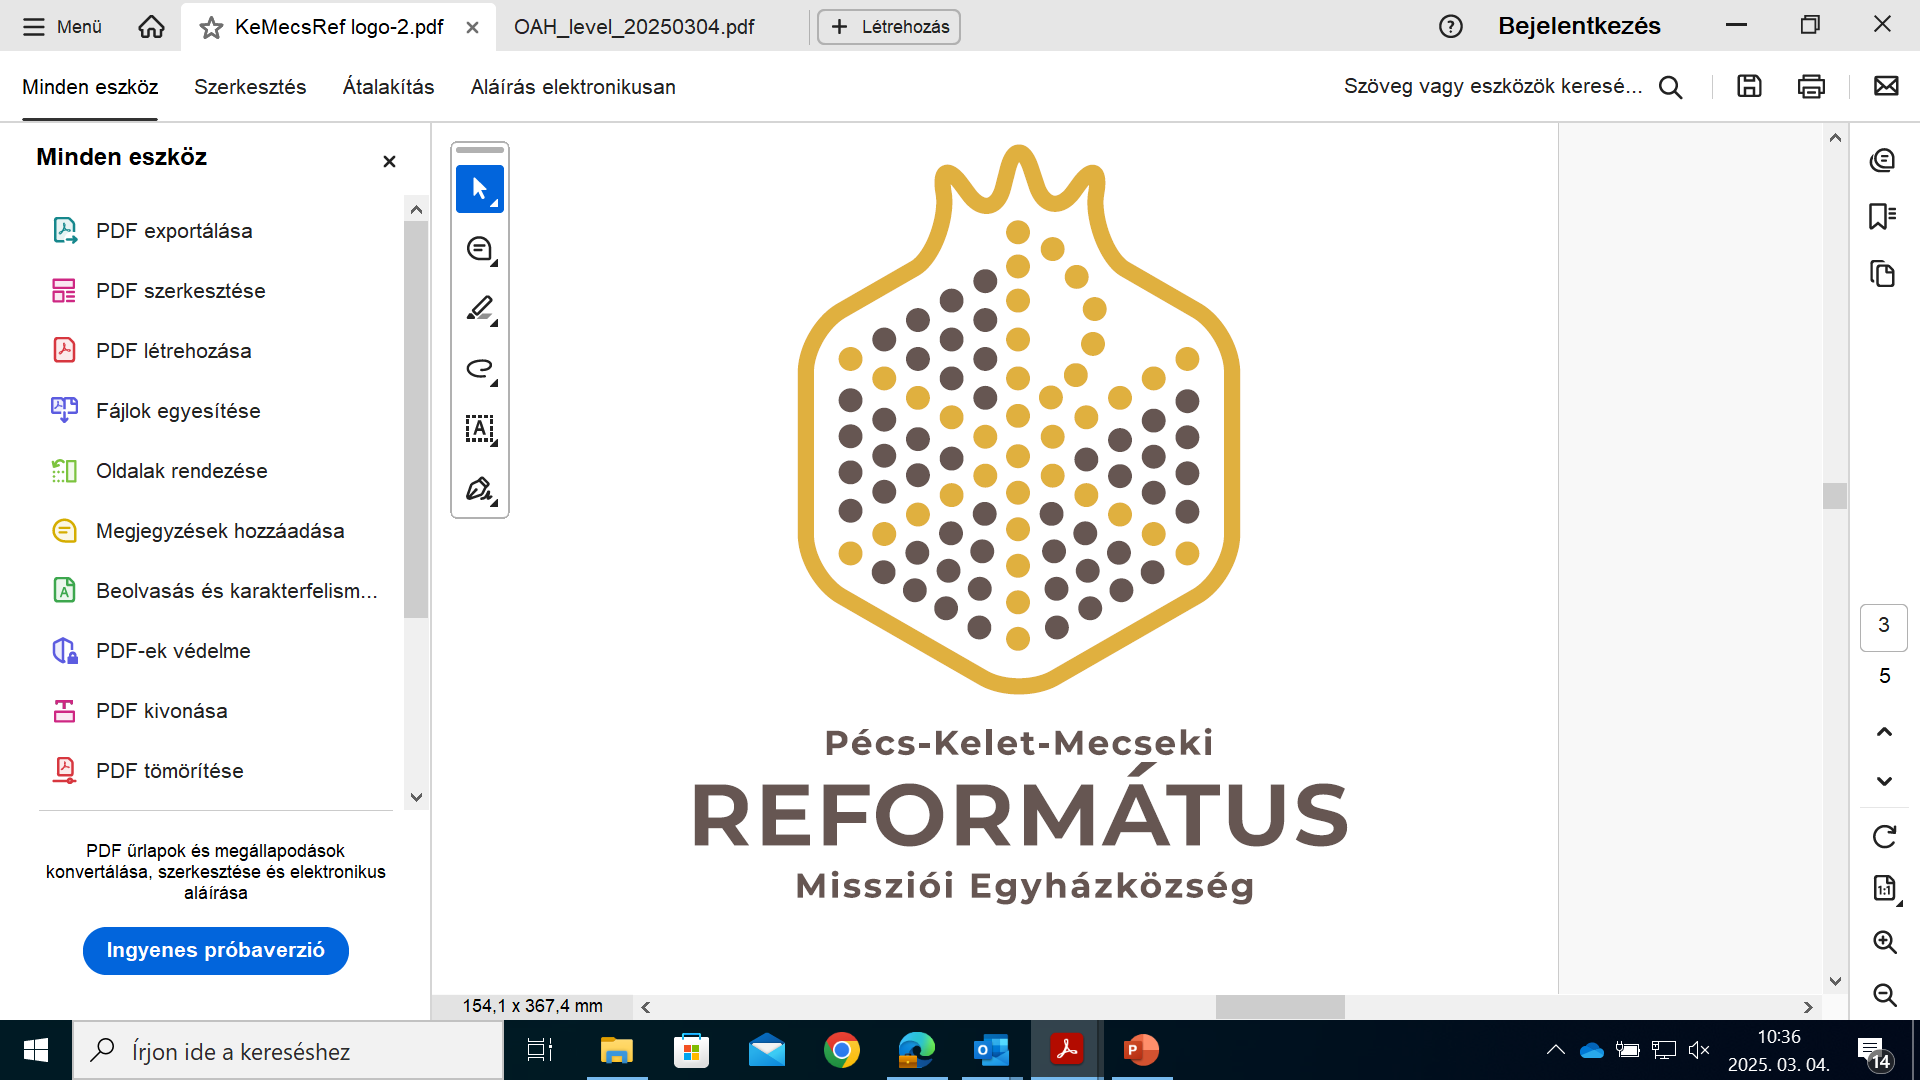 Menü
KeMecsRef logo-2.pdf
OAH_level_20250304.pdf
Létrehozás
Bejelentkezés
Minden eszköz
Szerkesztés
Átalakítás
Aláírás elektronikusan
Szöveg vagy eszközök keresé...
Minden eszköz
PDF exportálása
PDF szerkesztése
PDF létrehozása
Fájlok egyesítése
Oldalak rendezése
Megjegyzések hozzáadása
Beolvasás és karakterfelism...
PDF-ek védelme
PDF kivonása
PDF tömörítése
PDF űrlapok és megállapodások
konvertálása, szerkesztése és elektronikus
aláírása
Ingyenes próbaverzió
Pécs-Kelet-Mecseki
REFORMÁTUS
Missziói Egyházközség
3
5
1:1
154,1 x 367,4 mm
Írjon ide a kereséshez
10:36
2025. 03. 04.
14